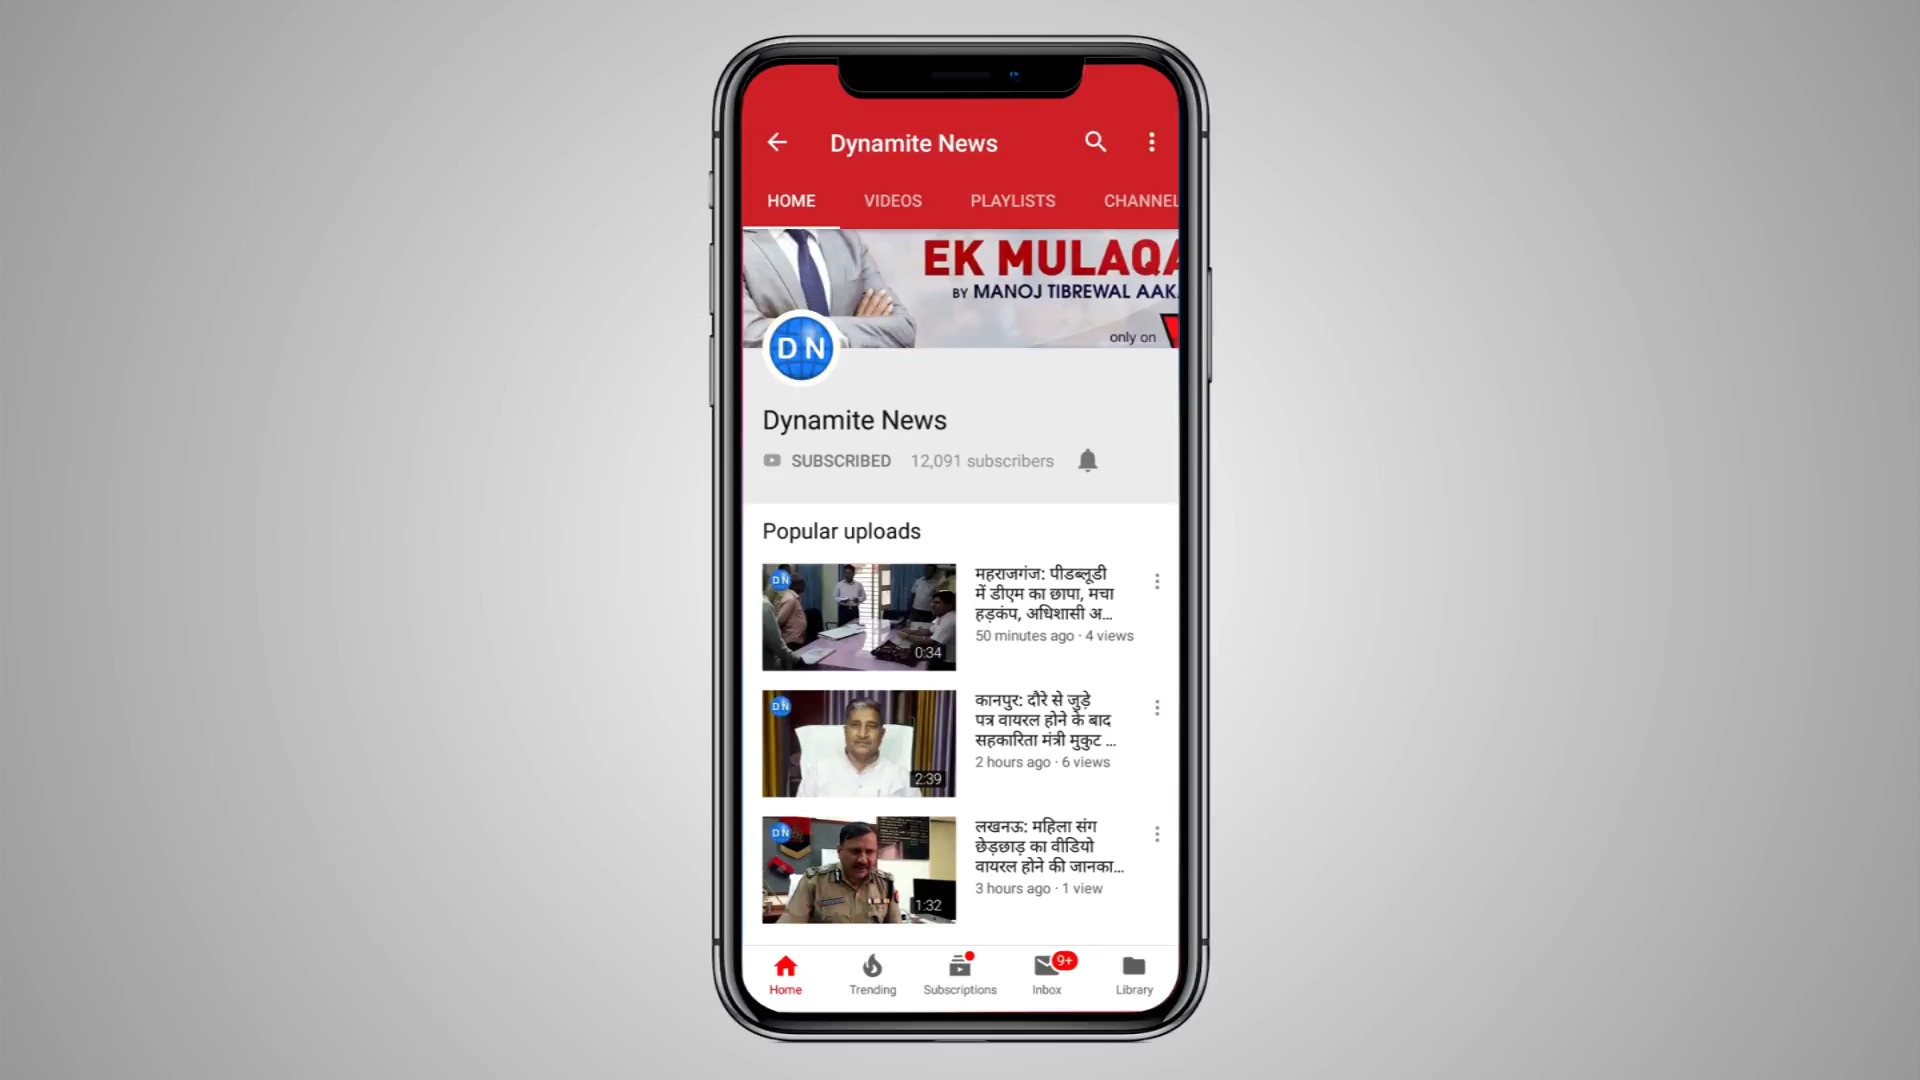 Dynamite News
HOME VIDEOS PLAYLISTS CHANNEL
EK MULAQA
BY MANOJ TIBREWAL AAK
only on
DN
Dynamite News
SUBSCRIBED 12,091 subscribers
Popular uploads
DN
0:34
महराजगंज: पीडब्लूडी
में डीएम का छापा, मचा
हड़कंप, अधिशासी अ...
50 minutes ago · 4 views
DN
2:39
कानपुर: दौरे से जुड़े
पत्र वायरल होने के बाद
सहकारिता मंत्री मुकुट ...
2 hours ago · 6 views
DN
1:32
लखनऊ: महिला संग
छेड़छाड़ का वीडियो
वायरल होने की जानका...
3 hours ago · 1 view
9+
Home Trending Subscriptions Inbox Library